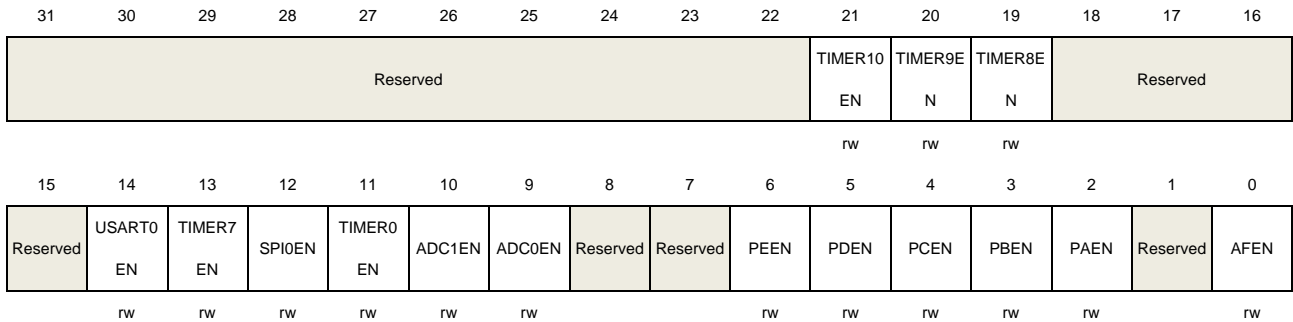 31 30 29 28 27 26 25 24 23 22 21 20 19 18 17 16
Reserved TIMER10 EN TIMER9E N TIMER8E N Reserved
rw rw rw
15 14 13 12 11 10 9 8 7 6 5 4 3 2 1 0
Reserved USART0 EN TIMER7 EN SPI0EN TIMER0 EN ADC1EN ADC0EN Reserved Reserved PEEN PDEN PCEN PBEN PAEN Reserved AFEN
rw rw rw rw rw rw rw rw rw rw rw rw